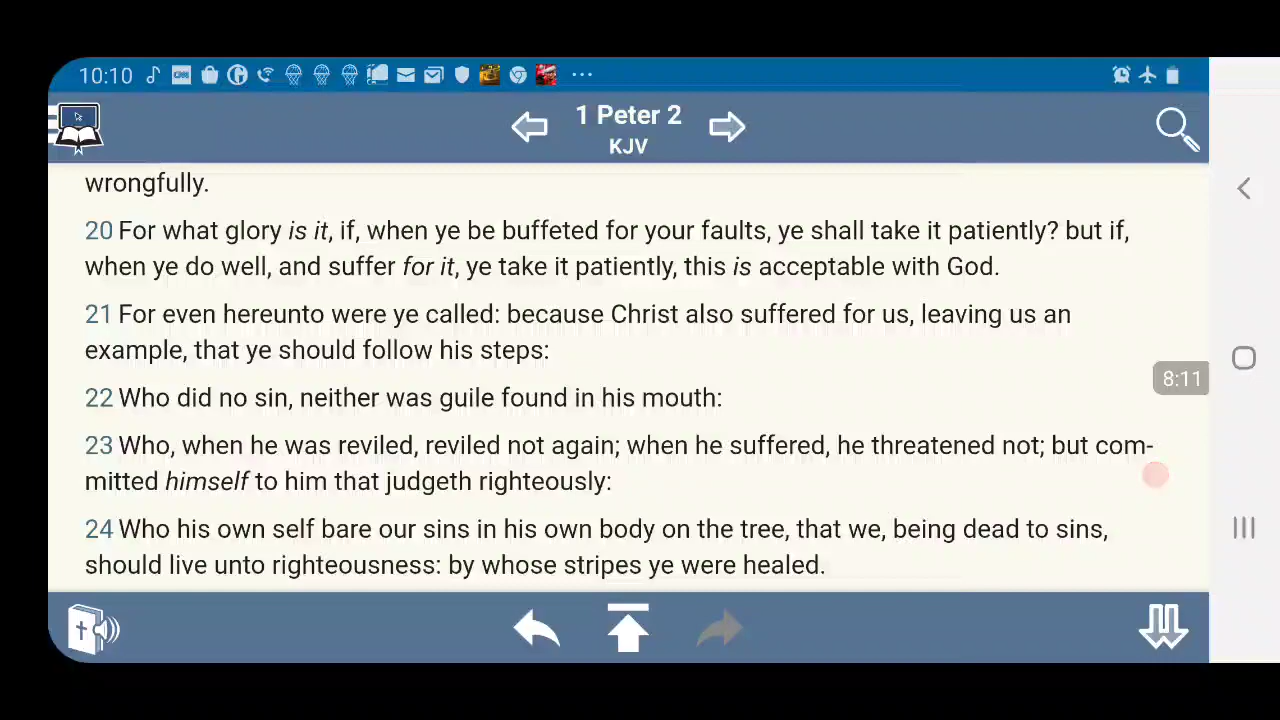 10:10
1 Peter 2
KJV
wrongfully.
20 For what glory is it, if, when ye be buffeted for your faults, ye shall take it patiently? but if,
when ye do well, and suffer for it, ye take it patiently, this is acceptable with God.
21 For even hereunto were ye called: because Christ also suffered for us, leaving us an
example, that ye should follow his steps:
8:11
22 Who did no sin, neither was guile found in his mouth:
23 Who, when he was reviled, reviled not again; when he suffered, he threatened not; but com-
mitted himself to him that judgeth righteously:
24 Who his own self bare our sins in his own body on the tree, that we, being dead to sins,
should live unto righteousness: by whose stripes ye were healed.